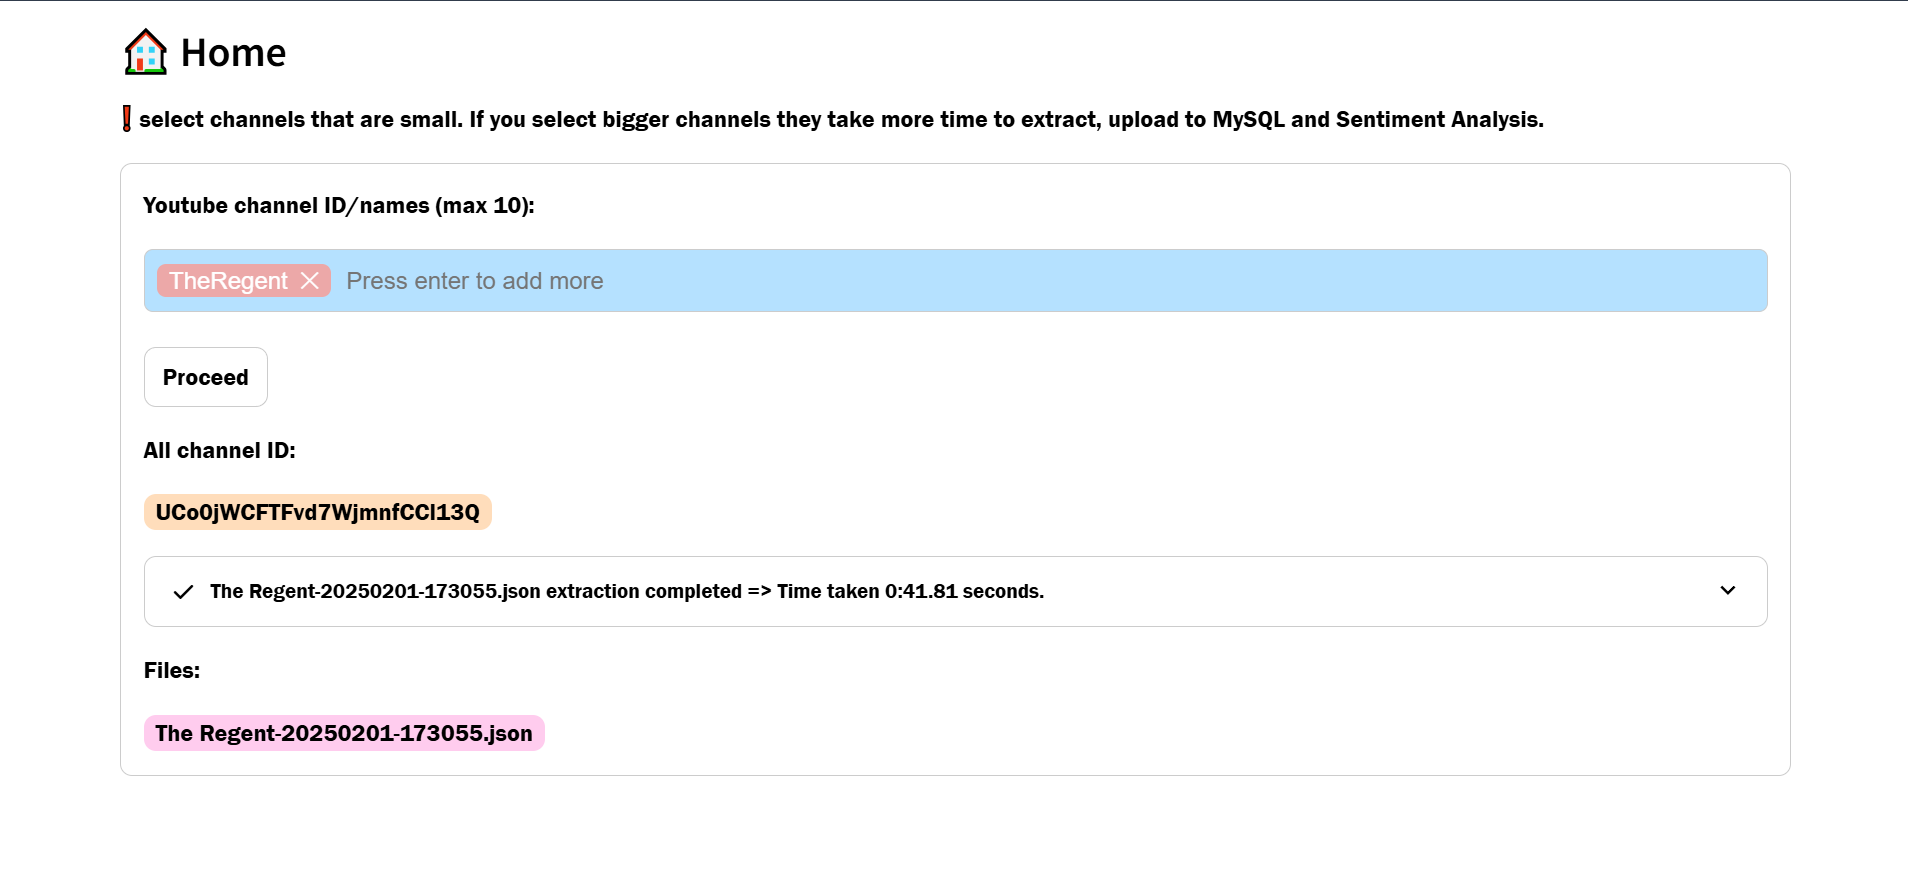 Home
❗select channels that are small. If you select bigger channels they take more time to extract, upload to MySQL and Sentiment Analysis.
Youtube channel ID/names (max 10):
TheRegent Press enter to add more
Proceed
All channel ID:
UCo0jWCFTFvd7WjmnfCCl13Q
The Regent-20250201-173055.json extraction completed => Time taken 0:41.81 seconds.
Files:
The Regent-20250201-173055.json